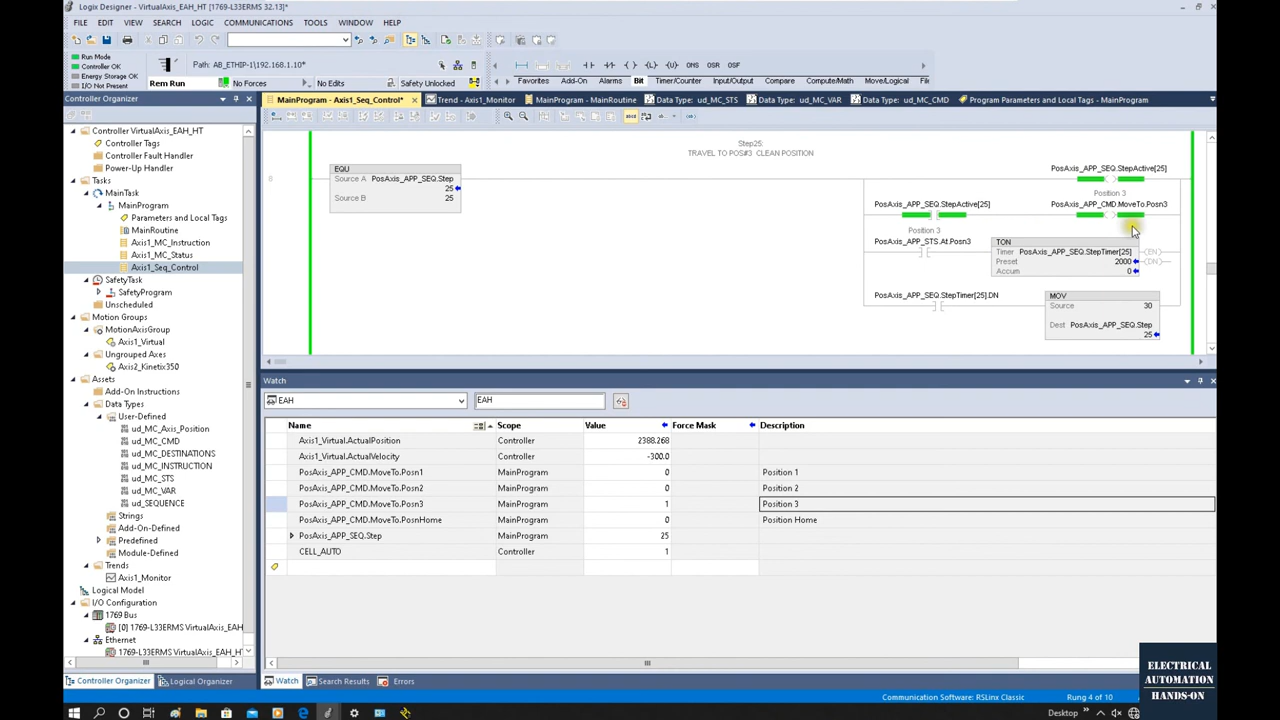 Logix Designer - VirtualAxis_EAH_HT [1769-L33ERMS 32.13]*
FILE EDIT VIEW SEARCH LOGIC COMMUNICATIONS TOOLS WINDOW HELP
Run Mode
Controller OK
Energy Storage OK
I/O Not Present
Path: AB_ETHIP-1\192.168.1.10*
Rem Run No Forces No Edits Safety Unlocked
ONS OSR OSF
Favorites Add-On Alarms Bit Timer/Counter Input/Output Compare Compute/Math Move/Logical
Controller Organizer
Controller VirtualAxis_EAH_HT
Controller Tags
Controller Fault Handler
Power-Up Handler
Tasks
MainTask
MainProgram
Parameters and Local Tags
MainRoutine
Axis1_MC_Instruction
Axis1_MC_Status
Axis1_Seq_Control
SafetyTask
SafetyProgram
Unscheduled
Motion Groups
MotionAxisGroup
Axis1_Virtual
Ungrouped Axes
Axis2_Kinetix350
Assets
Add-On Instructions
Data Types
User-Defined
ud_MC_Axis_Position
ud_MC_CMD
ud_MC_DESTINATIONS
ud_MC_INSTRUCTION
ud_MC_STS
ud_MC_VAR
ud_SEQUENCE
Strings
Add-On-Defined
Predefined
Module-Defined
Trends
Axis1_Monitor
Logical Model
I/O Configuration
1769 Bus
[0] 1769-L33ERMS VirtualAxis_EAH
Ethernet
1769-L33ERMS VirtualAxis_EAH
Controller Organizer Logical Organizer
MainProgram - Axis1_Seq_Control* Trend - Axis1_Monitor MainProgram - MainRoutine Data Type: ud_MC_STS Data Type: ud_MC_VAR Data Type: ud_MC_CMD Program Parameters and Local Tags - MainProgram
Step25:
TRAVEL TO POS#3 CLEAN POSITION
EQU
Source A PosAxis_APP_SEQ.Step
25
Source B 25
PosAxis_APP_SEQ.StepActive[25]
Position 3
PosAxis_APP_SEQ.StepActive[25] PosAxis_APP_CMD.MoveTo.Posn3
Position 3
PosAxis_APP_STS.At.Posn3
TON
Timer PosAxis_APP_SEQ.StepTimer[25]
Preset 2000
Accum 0
EN
DN
PosAxis_APP_SEQ.StepTimer[25].DN
MOV
Source 30
Dest PosAxis_APP_SEQ.Step
25
Watch
EAH EAH
Name Scope Value Force Mask Description
Axis1_Virtual.ActualPosition Controller 2388.268
Axis1_Virtual.ActualVelocity Controller -300.0
PosAxis_APP_CMD.MoveTo.Posn1 MainProgram 0 Position 1
PosAxis_APP_CMD.MoveTo.Posn2 MainProgram 0 Position 2
PosAxis_APP_CMD.MoveTo.Posn3 MainProgram 1 Position 3
PosAxis_APP_CMD.MoveTo.PosnHome MainProgram 0 Position Home
PosAxis_APP_SEQ.Step MainProgram 25
CELL_AUTO Controller 1
Watch Search Results Errors
Communication Software: RSLinx Classic Rung 4 of 10
ELECTRICAL
AUTOMATION
HANDS-ON
Desktop